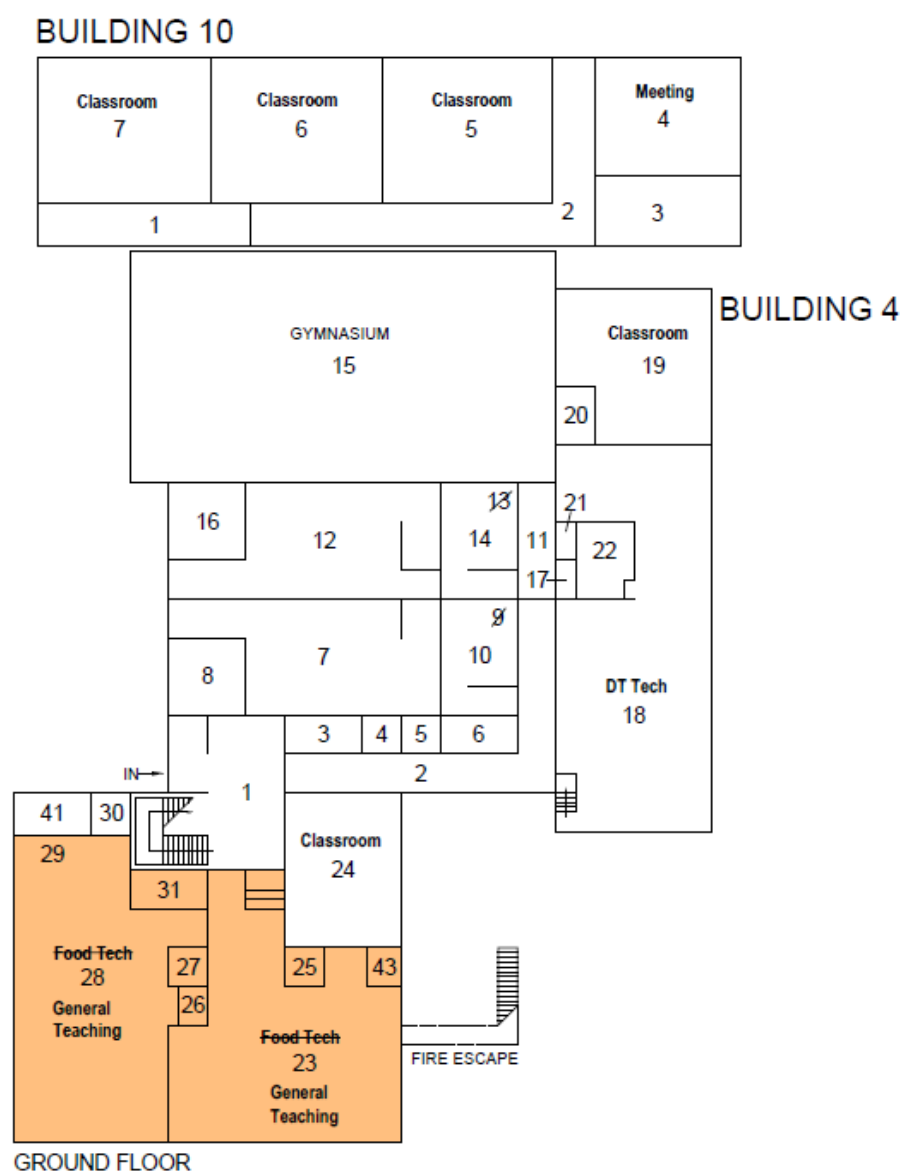 BUILDING 10
Classroom
7
Classroom
6
Classroom
5
Meeting
4
1
2
3
BUILDING 4
GYMNASIUM
15
Classroom
19
20
16
12
13
14
11
21
22
17
9
10
7
8
DT Tech
18
3
4
5
6
2
IN
1
41
30
29
Classroom
24
31
Food Tech
28
General
Teaching
27
26
25
43
Food Tech
23
General
Teaching
FIRE ESCAPE
GROUND FLOOR